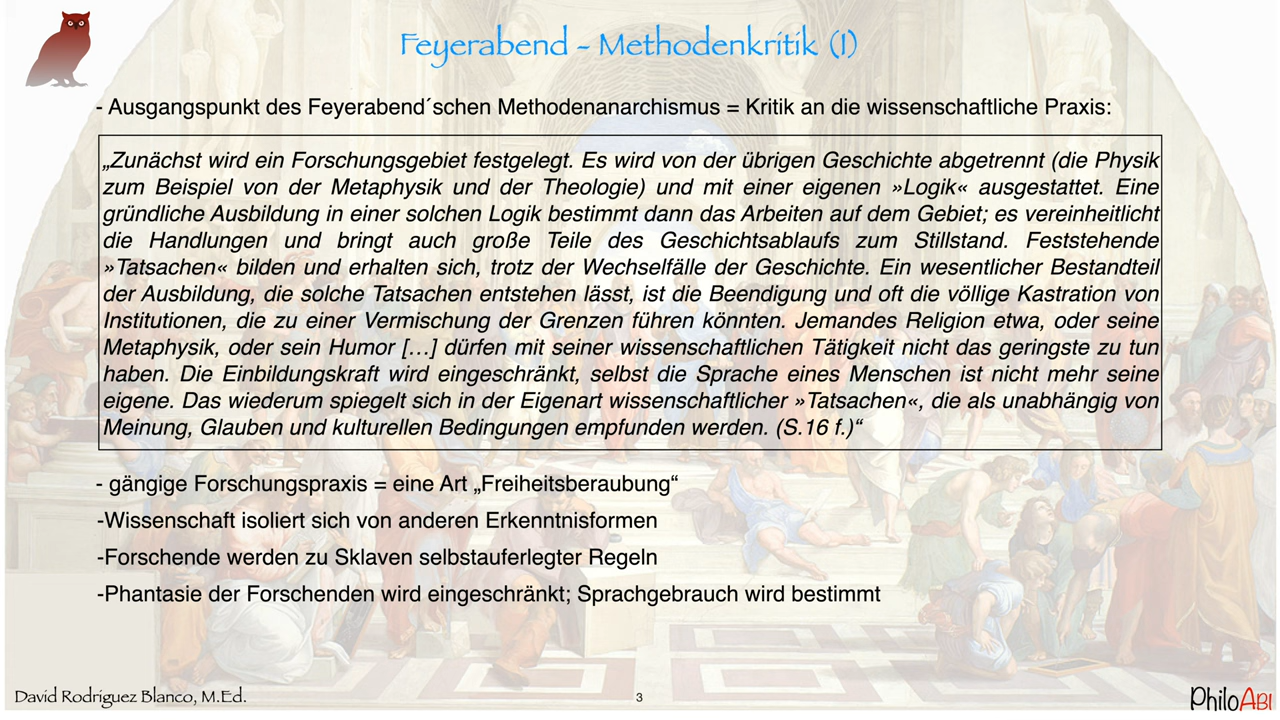 Feyerabend - Methodenkritik (I)
- Ausgangspunkt des Feyerabend´schen Methodenanarchismus = Kritik an die wissenschaftliche Praxis:
„Zunächst wird ein Forschungsgebiet festgelegt. Es wird von der übrigen Geschichte abgetrennt (die Physik
zum Beispiel von der Metaphysik und der Theologie) und mit einer eigenen »Logik« ausgestattet. Eine
gründliche Ausbildung in einer solchen Logik bestimmt dann das Arbeiten auf dem Gebiet; es vereinheitlicht
die Handlungen und bringt auch große Teile des Geschichtsablaufs zum Stillstand. Feststehende
»Tatsachen« bilden und erhalten sich, trotz der Wechselfälle der Geschichte. Ein wesentlicher Bestandteil
der Ausbildung, die solche Tatsachen entstehen lässt, ist die Beendigung und oft die völlige Kastration von
Institutionen, die zu einer Vermischung der Grenzen führen könnten. Jemandes Religion etwa, oder seine
Metaphysik, oder sein Humor […] dürfen mit seiner wissenschaftlichen Tätigkeit nicht das geringste zu tun
haben. Die Einbildungskraft wird eingeschränkt, selbst die Sprache eines Menschen ist nicht mehr seine
eigene. Das wiederum spiegelt sich in der Eigenart wissenschaftlicher »Tatsachen«, die als unabhängig von
Meinung, Glauben und kulturellen Bedingungen empfunden werden. (S.16 f.)“
- gängige Forschungspraxis = eine Art „Freiheitsberaubung“
-Wissenschaft isoliert sich von anderen Erkenntnisformen
-Forschende werden zu Sklaven selbstauferlegter Regeln
-Phantasie der Forschenden wird eingeschränkt; Sprachgebrauch wird bestimmt
David Rodriguez Blanco, M.Ed.
3
PhiloABI